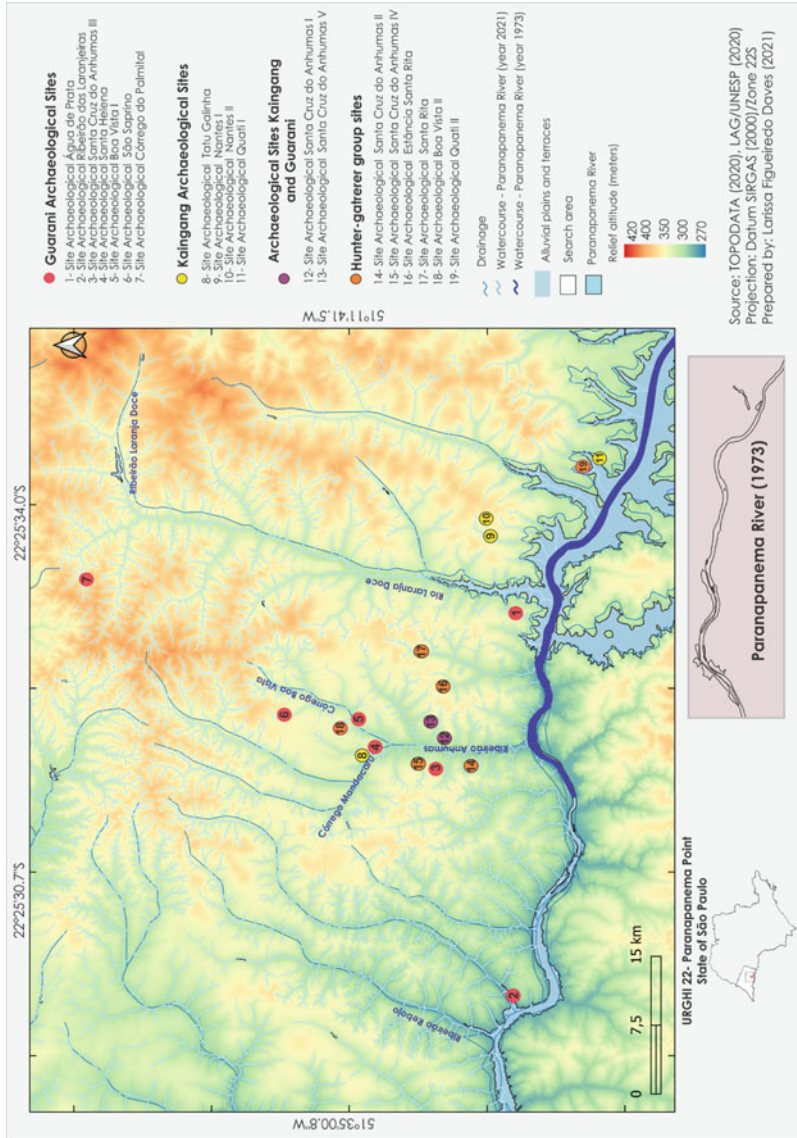 22°25'30.7"S
22°25'34.0"S
51°35'00.8"W
51°11'41.5"W
Ribeirão Laranja Doce
Rio Laranja Doce
Córrego Boa Vista
Córrego Mandacaru
Ribeirão Anhumas
Ribeirão Rebojo
7
6
5
18
4
8
17
16
15
13
12
3
14
10
9
1
19
11
2
0 7,5 15 km
URGHI 22- Paranapanema Point
State of São Paulo
Paranapanema River (1973)
Guarani Archaeological Sites
1- Site Archaeological Água de Prata
2- Site Archaeological Ribeirão das Laranjeiras
3- Site Archaeological Santa Cruz do Anhumas III
4- Site Archaeological Santa Helena
5- Site Archaeological Boa Vista I
6- Site Archaeological São Saprino
7- Site Archaeological Córrego do Palmital
Kaingang Archaeological Sites
8- Site Archaeological Tatu Galinha
9- Site Archaeological Nantes I
10- Site Archaeological Nantes II
11- Site Archaeological Quati I
Archaeological Sites Kaingang
and Guarani
12- Site Archaeological Santa Cruz do Anhumas I
13- Site Archaeological Santa Cruz do Anhumas V
Hunter-gatrerer group sites
14- Site Archaeological Santa Cruz do Anhumas II
15- Site Archaeological Santa Cruz do Anhumas IV
16- Site Archaeological Estância Santa Rita
17- Site Archaeological Santa Rita
18- Site Archaeological Boa Vista II
19- Site Archaeological Quati II
Drainage
Watercourse - Paranapanema River (year 2021)
Watercourse - Paranapanema River (year 1973)
Alluvial plains and terraces
Search area
Paranapanema River
Relief altitude (meters)
420
400
350
300
270
Source: TOPODATA (2020), LAG/UNESP (2020)
Projection: Datum SIRGAS (2000)/Zone 22S
Prepared by: Larissa Figueiredo Daves (2021)